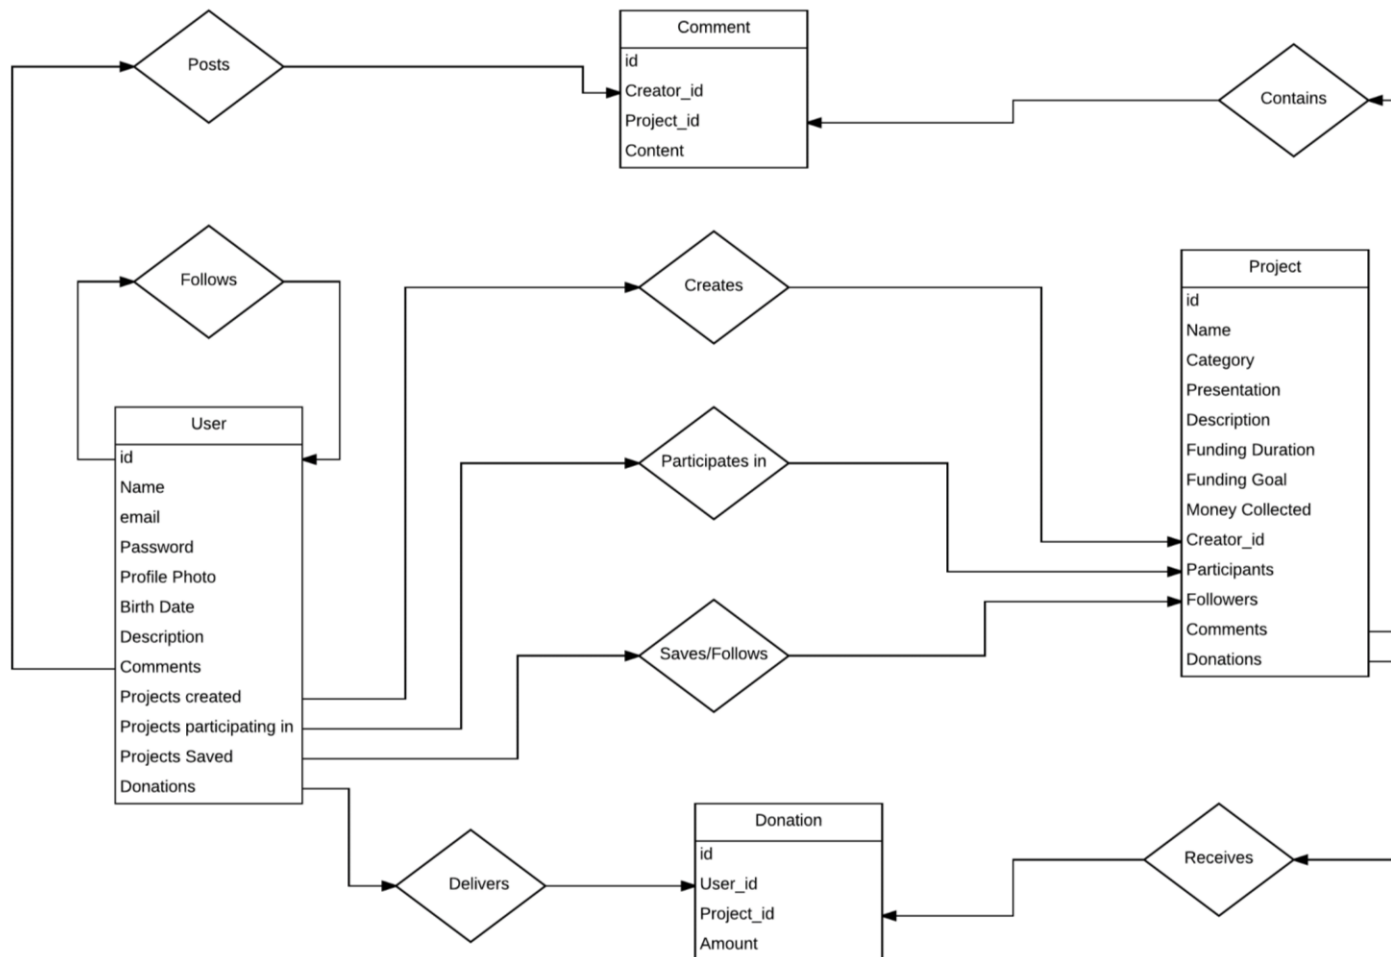 Posts
Comment
id
Creator_id
Project_id
Content
Contains
Follows
Creates
Project
id
Name
Category
Presentation
Description
Funding Duration
Funding Goal
Money Collected
Creator_id
Participants
Followers
Comments
Donations
User
id
Name
email
Password
Profile Photo
Birth Date
Description
Comments
Projects created
Projects participating in
Projects Saved
Donations
Participates in
Saves/Follows
Delivers
Donation
id
User_id
Project_id
Amount
Receives